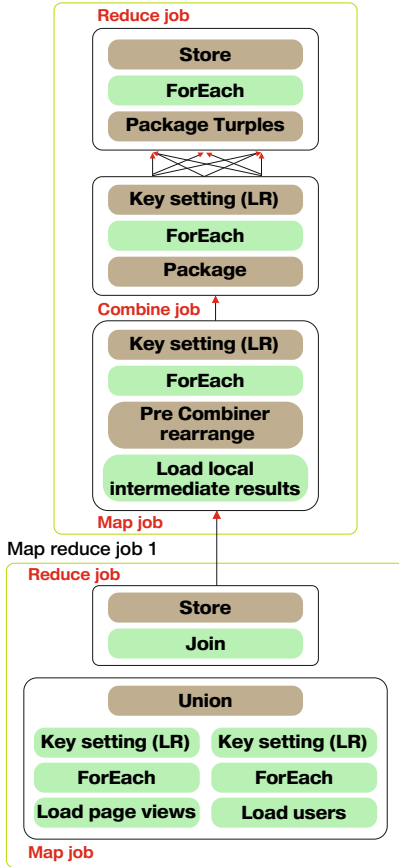 Reduce job
Store
ForEach
Package Turples
Key setting (LR)
ForEach
Package
Combine job
Key setting (LR)
ForEach
Pre Combiner
rearrange
Load local
intermediate results
Map job
Map reduce job 1
Reduce job
Store
Join
Union
Key setting (LR) Key setting (LR)
ForEach ForEach
Load page views Load users
Map job